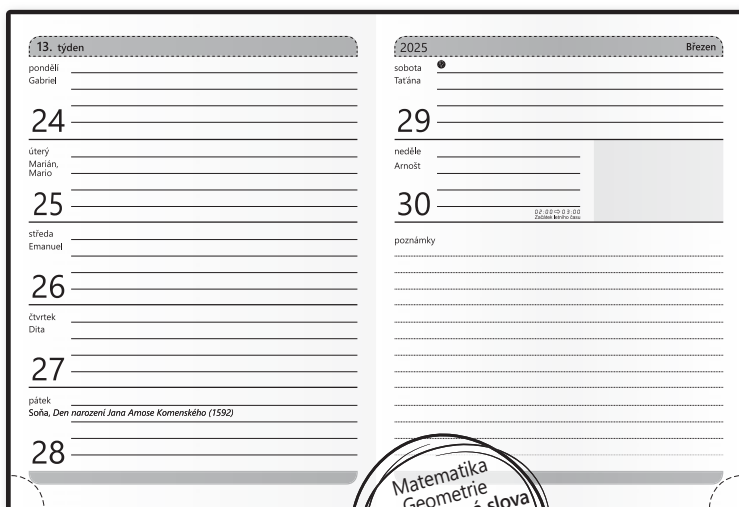 13. týden
pondělí
Gabriel
24
úterý
Marián,
Mario
25
středa
Emanuel
26
čtvrtek
Dita
27
pátek
Soňa, Den narození Jana Amose Komenského (1592)
28
2025 Březen
sobota
Taťána
29
neděle
Arnošt
30
02:00⇨03:00
Začátek letního času
poznámky
Matematika
Geometrie
slova